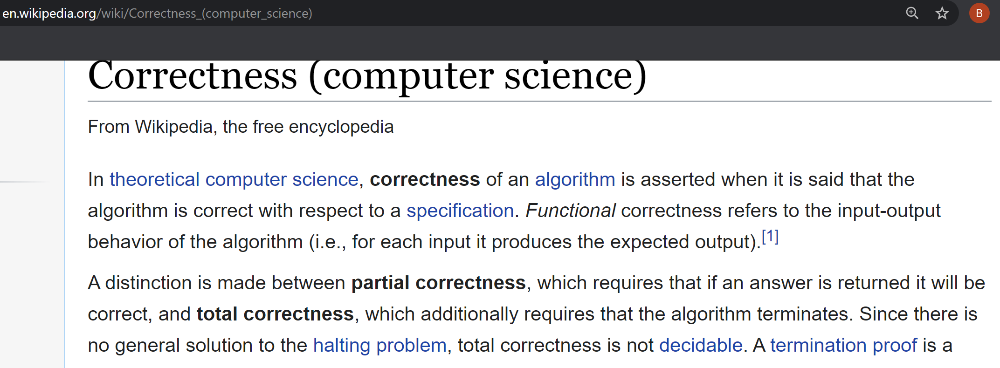 en.wikipedia.org/wiki/Correctness_(computer_science)
B
Correctness (computer science)
From Wikipedia, the free encyclopedia
In theoretical computer science, correctness of an algorithm is asserted when it is said that the
algorithm is correct with respect to a specification. Functional correctness refers to the input-output
behavior of the algorithm (i.e., for each input it produces the expected output).[1]
A distinction is made between partial correctness, which requires that if an answer is returned it will be
correct, and total correctness, which additionally requires that the algorithm terminates. Since there is
no general solution to the halting problem, total correctness is not decidable. A termination proof is a